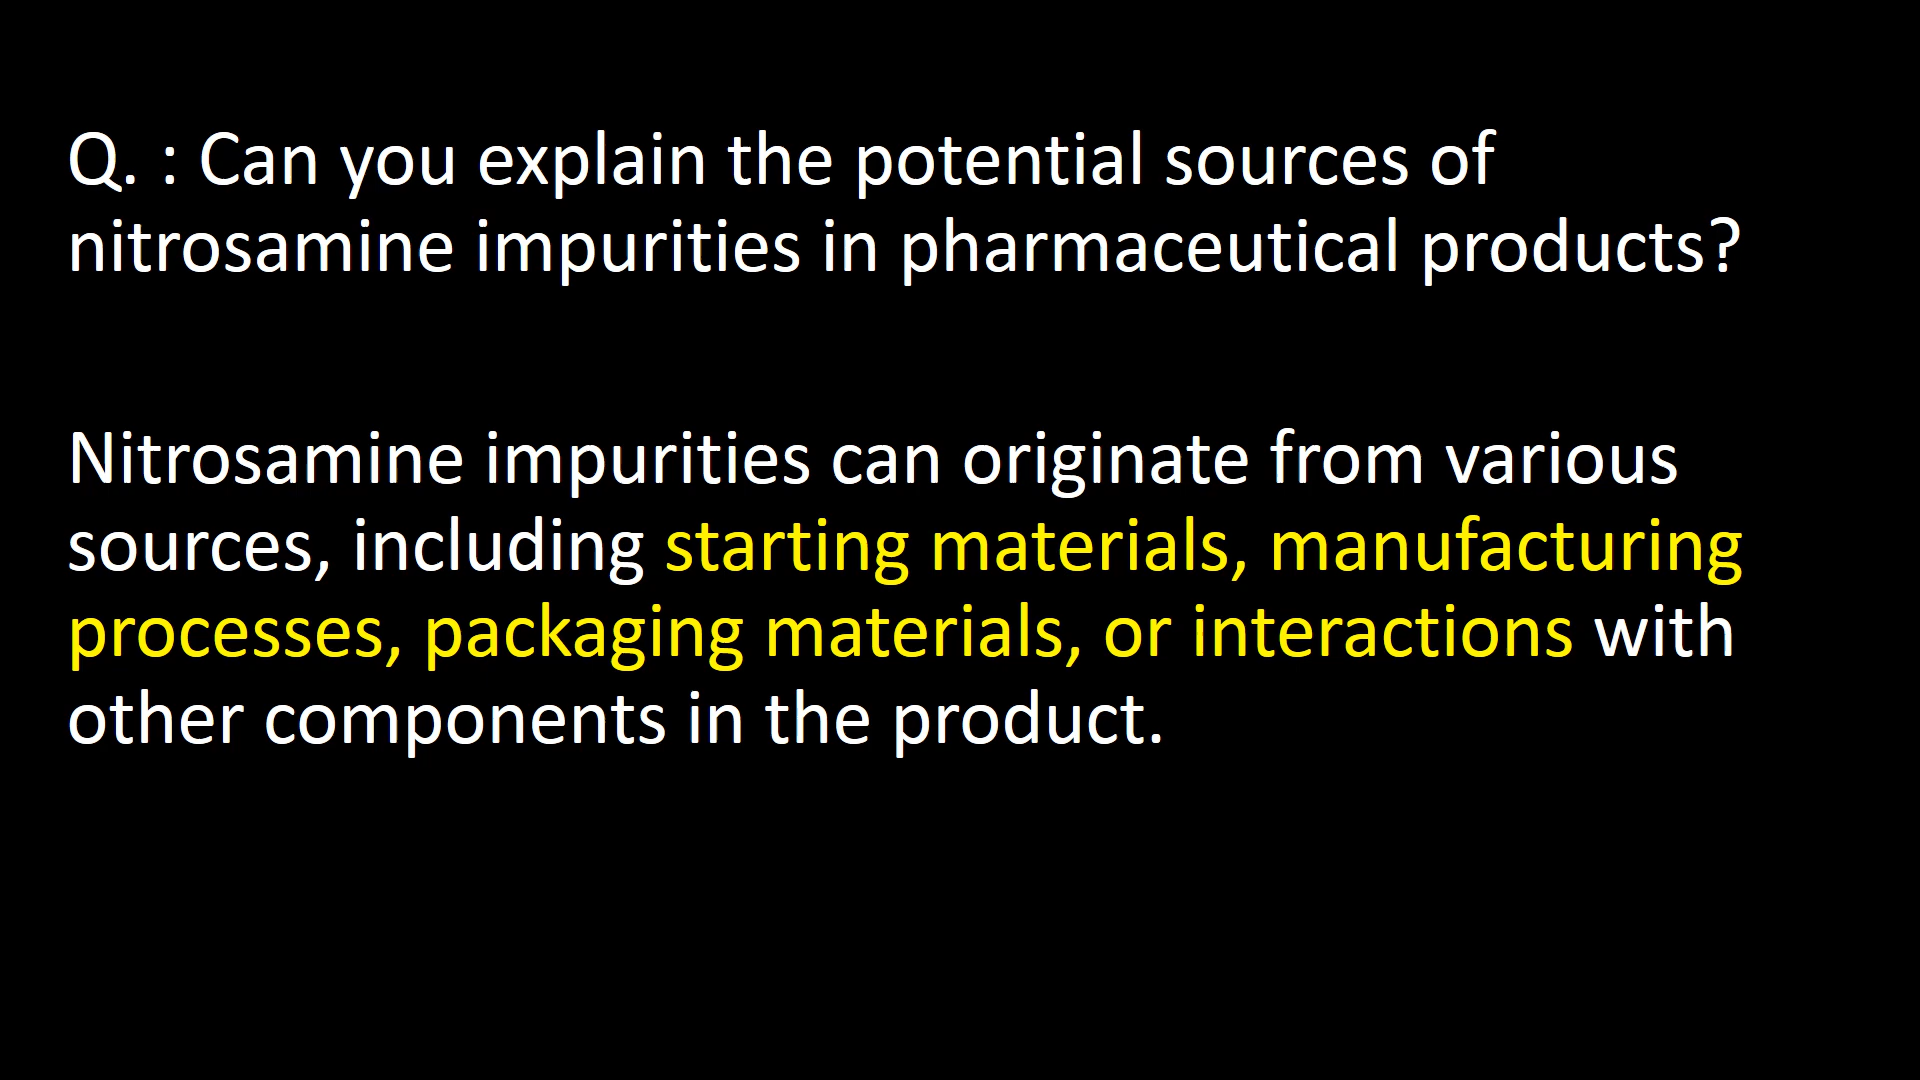 Q. : Can you explain the potential sources of
nitrosamine impurities in pharmaceutical products?
Nitrosamine impurities can originate from various
sources, including starting materials, manufacturing
processes, packaging materials, or interactions with
other components in the product.